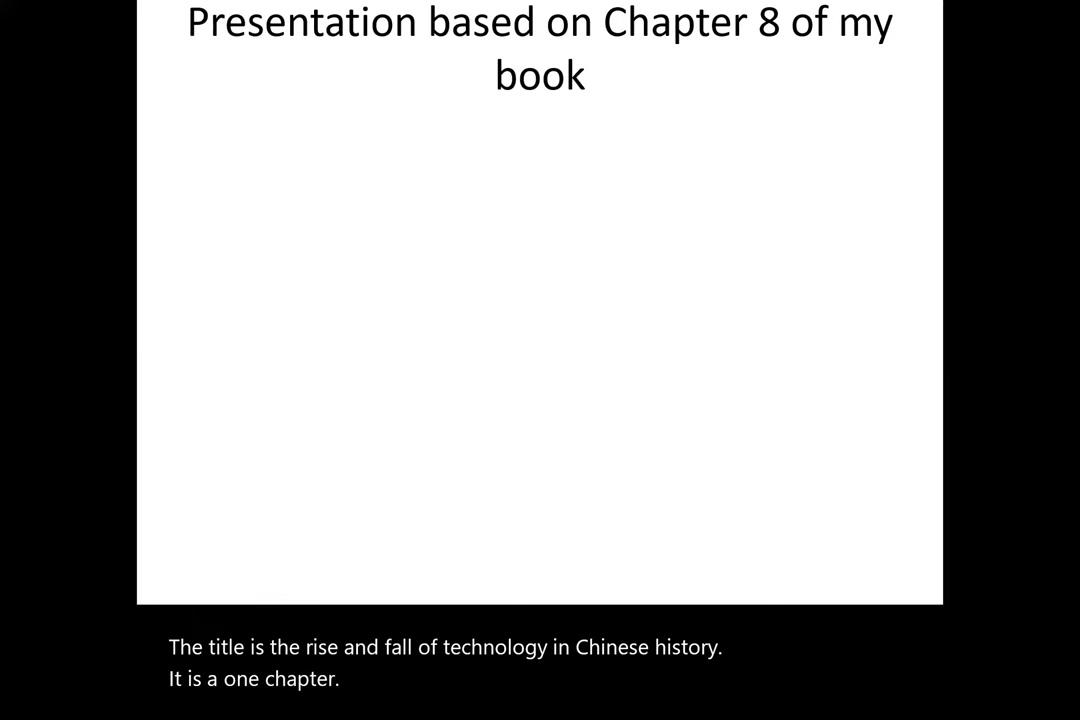 Presentation based on Chapter 8 of my
book
The title is the rise and fall of technology in Chinese history.
It is a one chapter.